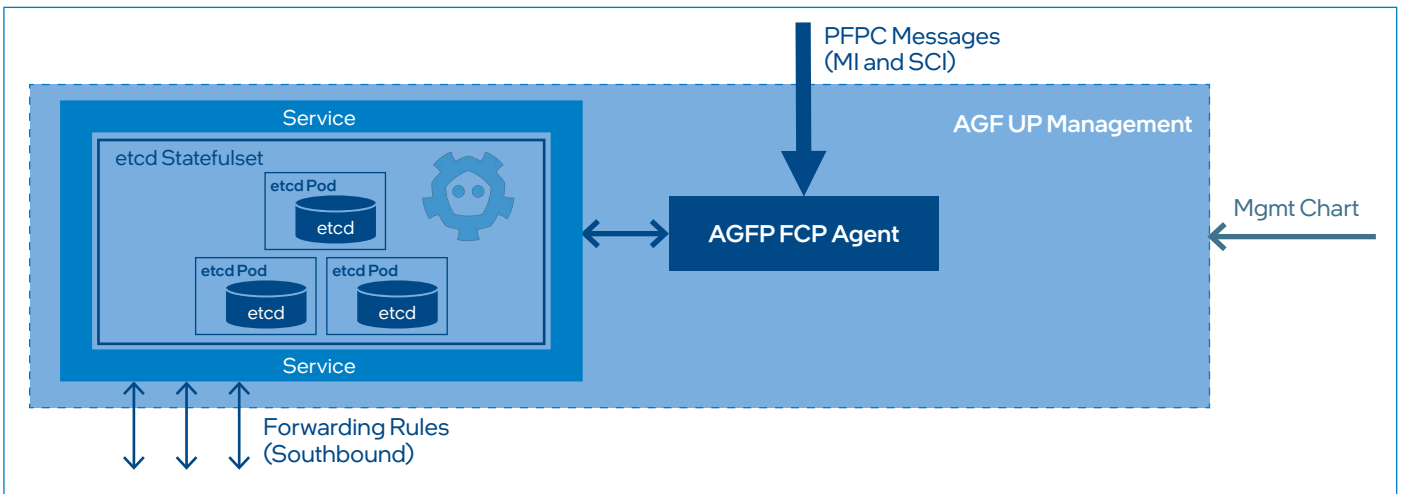 PFPC Messages
(MI and SCI)
Service
AGF UP Management
etcd Statefulset
etcd Pod
etcd
Mgmt Chart
AGFP FCP Agent
etcd Pod
etcd Pod
etcd
etcd
Service
Forwarding Rules
(Southbound)